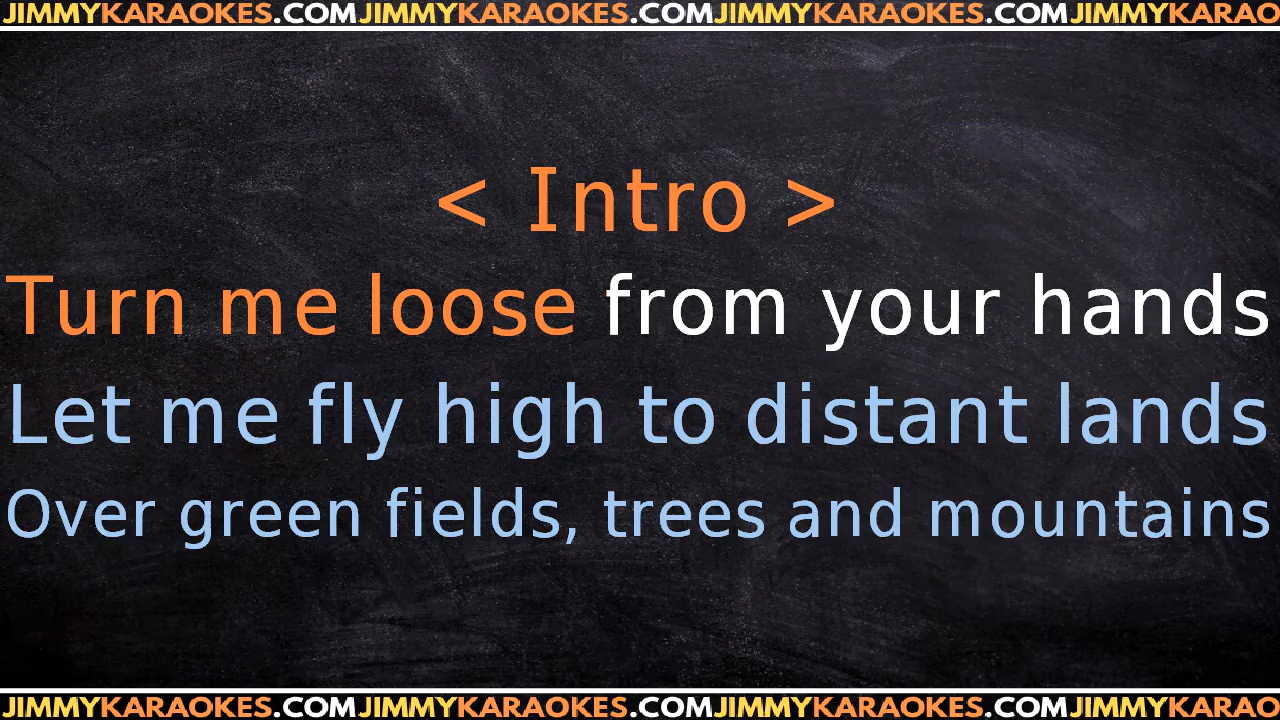 JIMMYKARAOKES.COMJIMMYKARAOKES.COMJIMMYKARAOKES.COMJIMMYKARAO
< Intro >
Turn me loose from your hands
Let me fly high to distant lands
Over green fields, trees and mountains
JIMMYKARAOKES.COMJIMMYKARAOKES.COMJIMMYKARAOKES.COMJIMMYKARAO